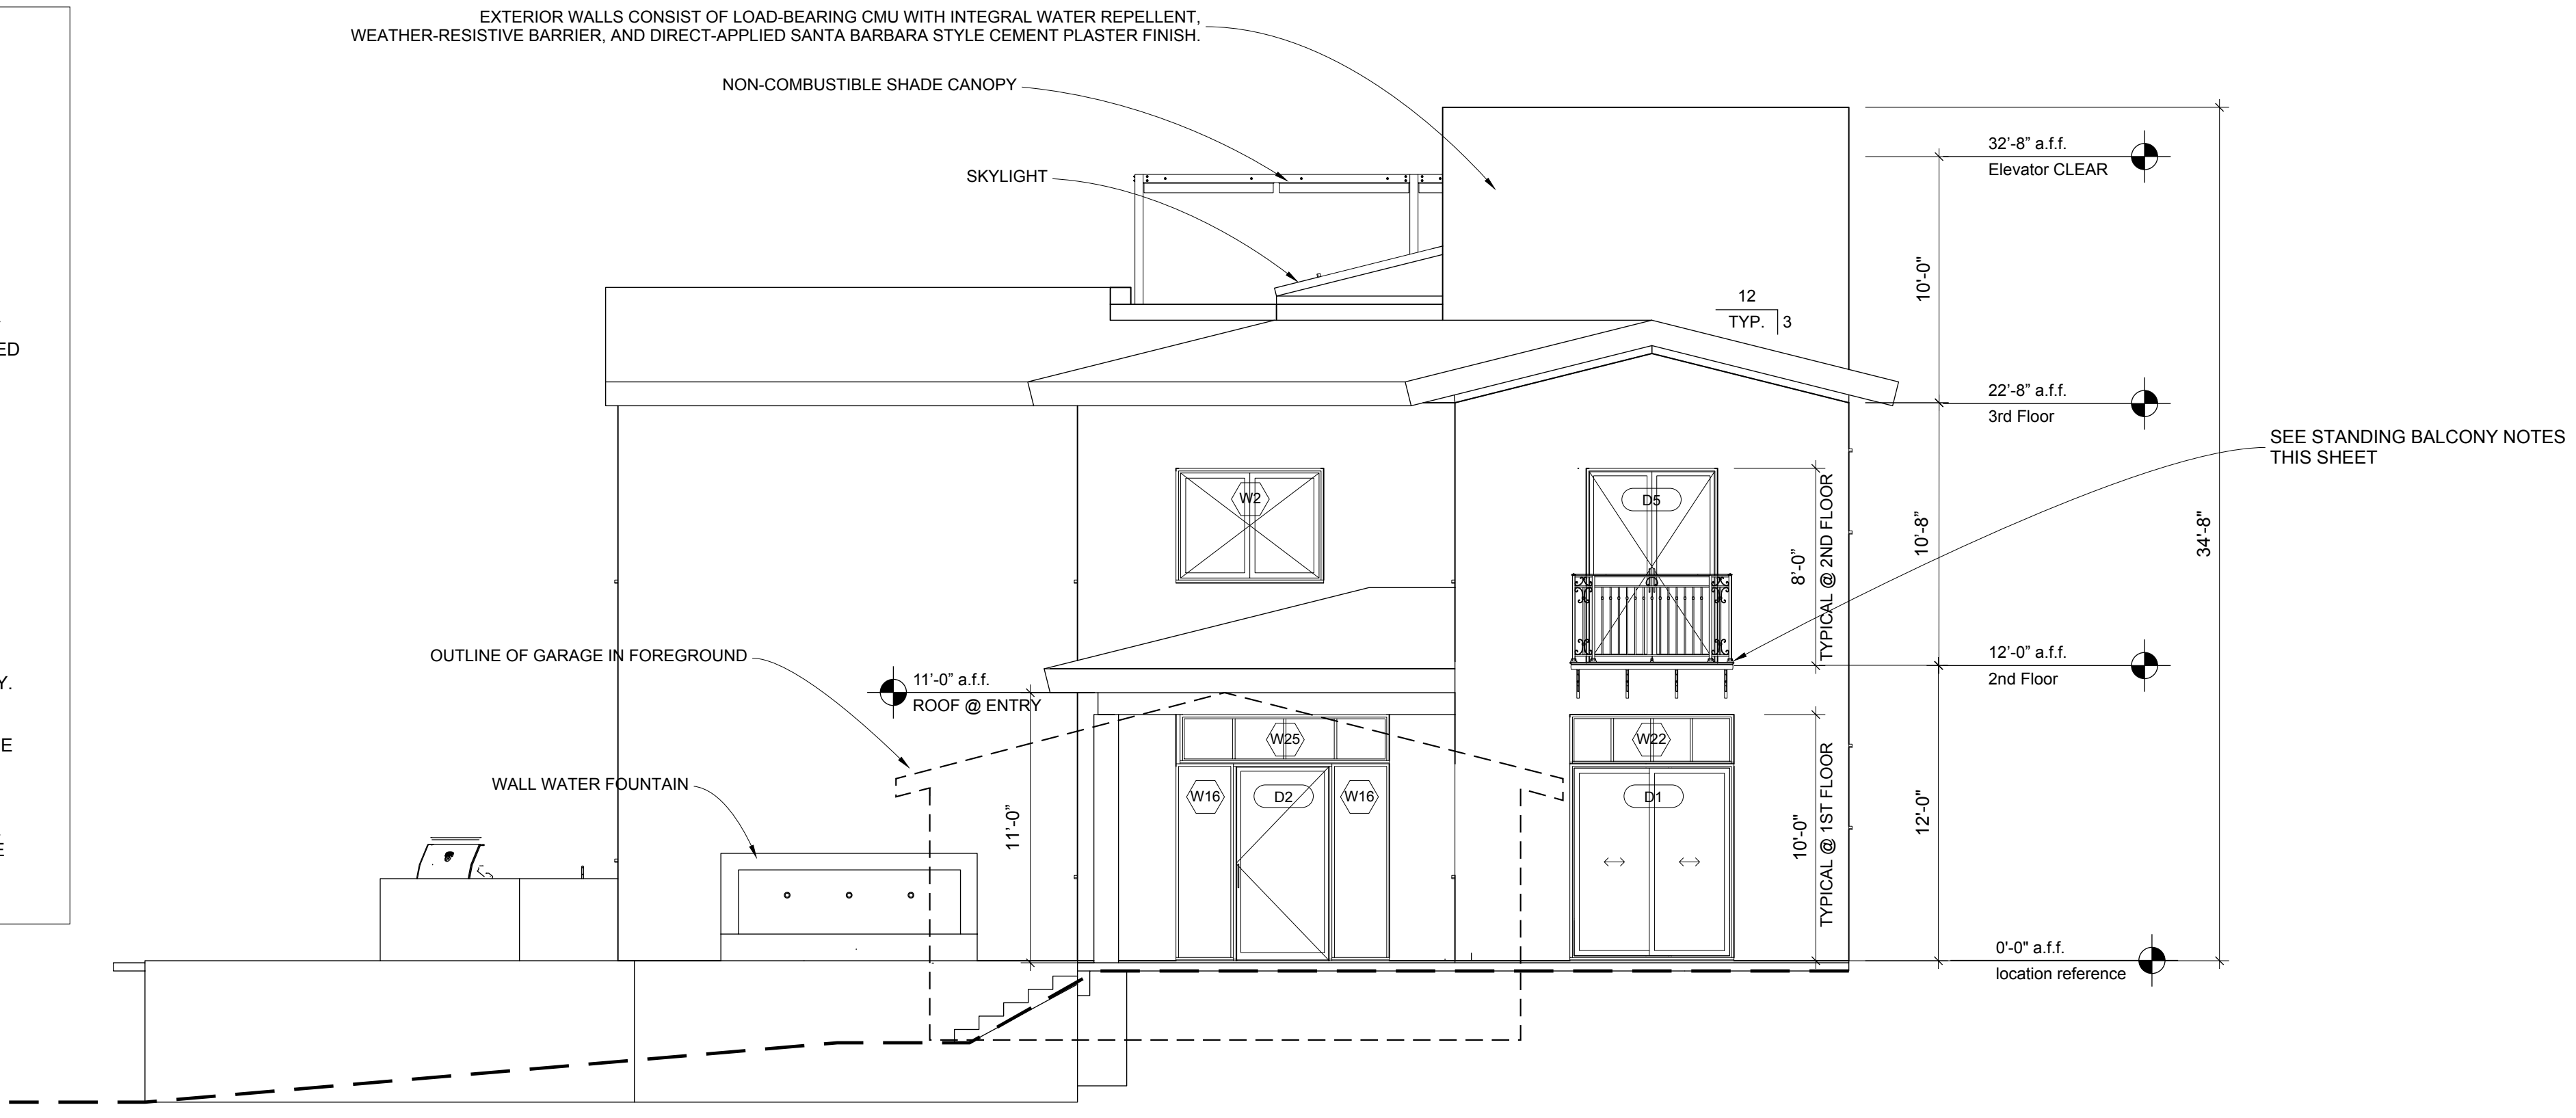 EXTERIOR WALLS CONSIST OF LOAD-BEARING CMU WITH INTEGRAL WATER REPELLENT,
WEATHER-RESISTIVE BARRIER, AND DIRECT-APPLIED SANTA BARBARA STYLE CEMENT PLASTER FINISH.
NON-COMBUSTIBLE SHADE CANOPY
SKYLIGHT
32'-8” a.f.f.
Elevator CLEAR
10'-0"
12
TYP.
3
ED
22'-8” a.f.f.
3rd Floor
SEE STANDING BALCONY NOTES
THIS SHEET
W2
D5
8'-0”
TYPICAL @ 2ND FLOOR
10'-8”
34'-8"
OUTLINE OF GARAGE IN FOREGROUND
11'-0” a.f.f.
ROOF @ ENTRY
12'-0” a.f.f.
2nd Floor
Y.
E
W25
W22
WALL WATER FOUNTAIN
W16
D2
W16
D1
11'-0”
10'-0"
TYPICAL @ 1ST FLOOR
12'-0"
E
0'-0" a.f.f.
location reference